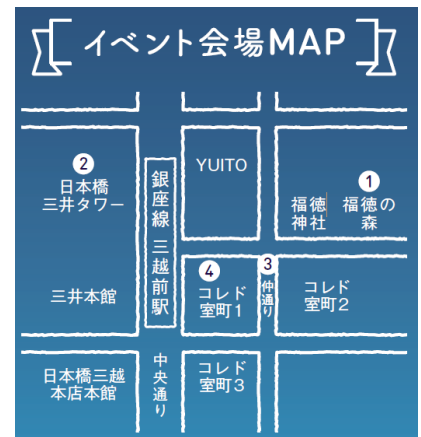 イベント会場MAP
②
日本橋
三井タワー
銀座線 三越前駅
YUITO
①
福徳
神社
福徳の
森
三井本館
④
コレド
室町1
③
仲通り
コレド
室町2
日本橋三越
本店本館
中央通り
コレド
室町3